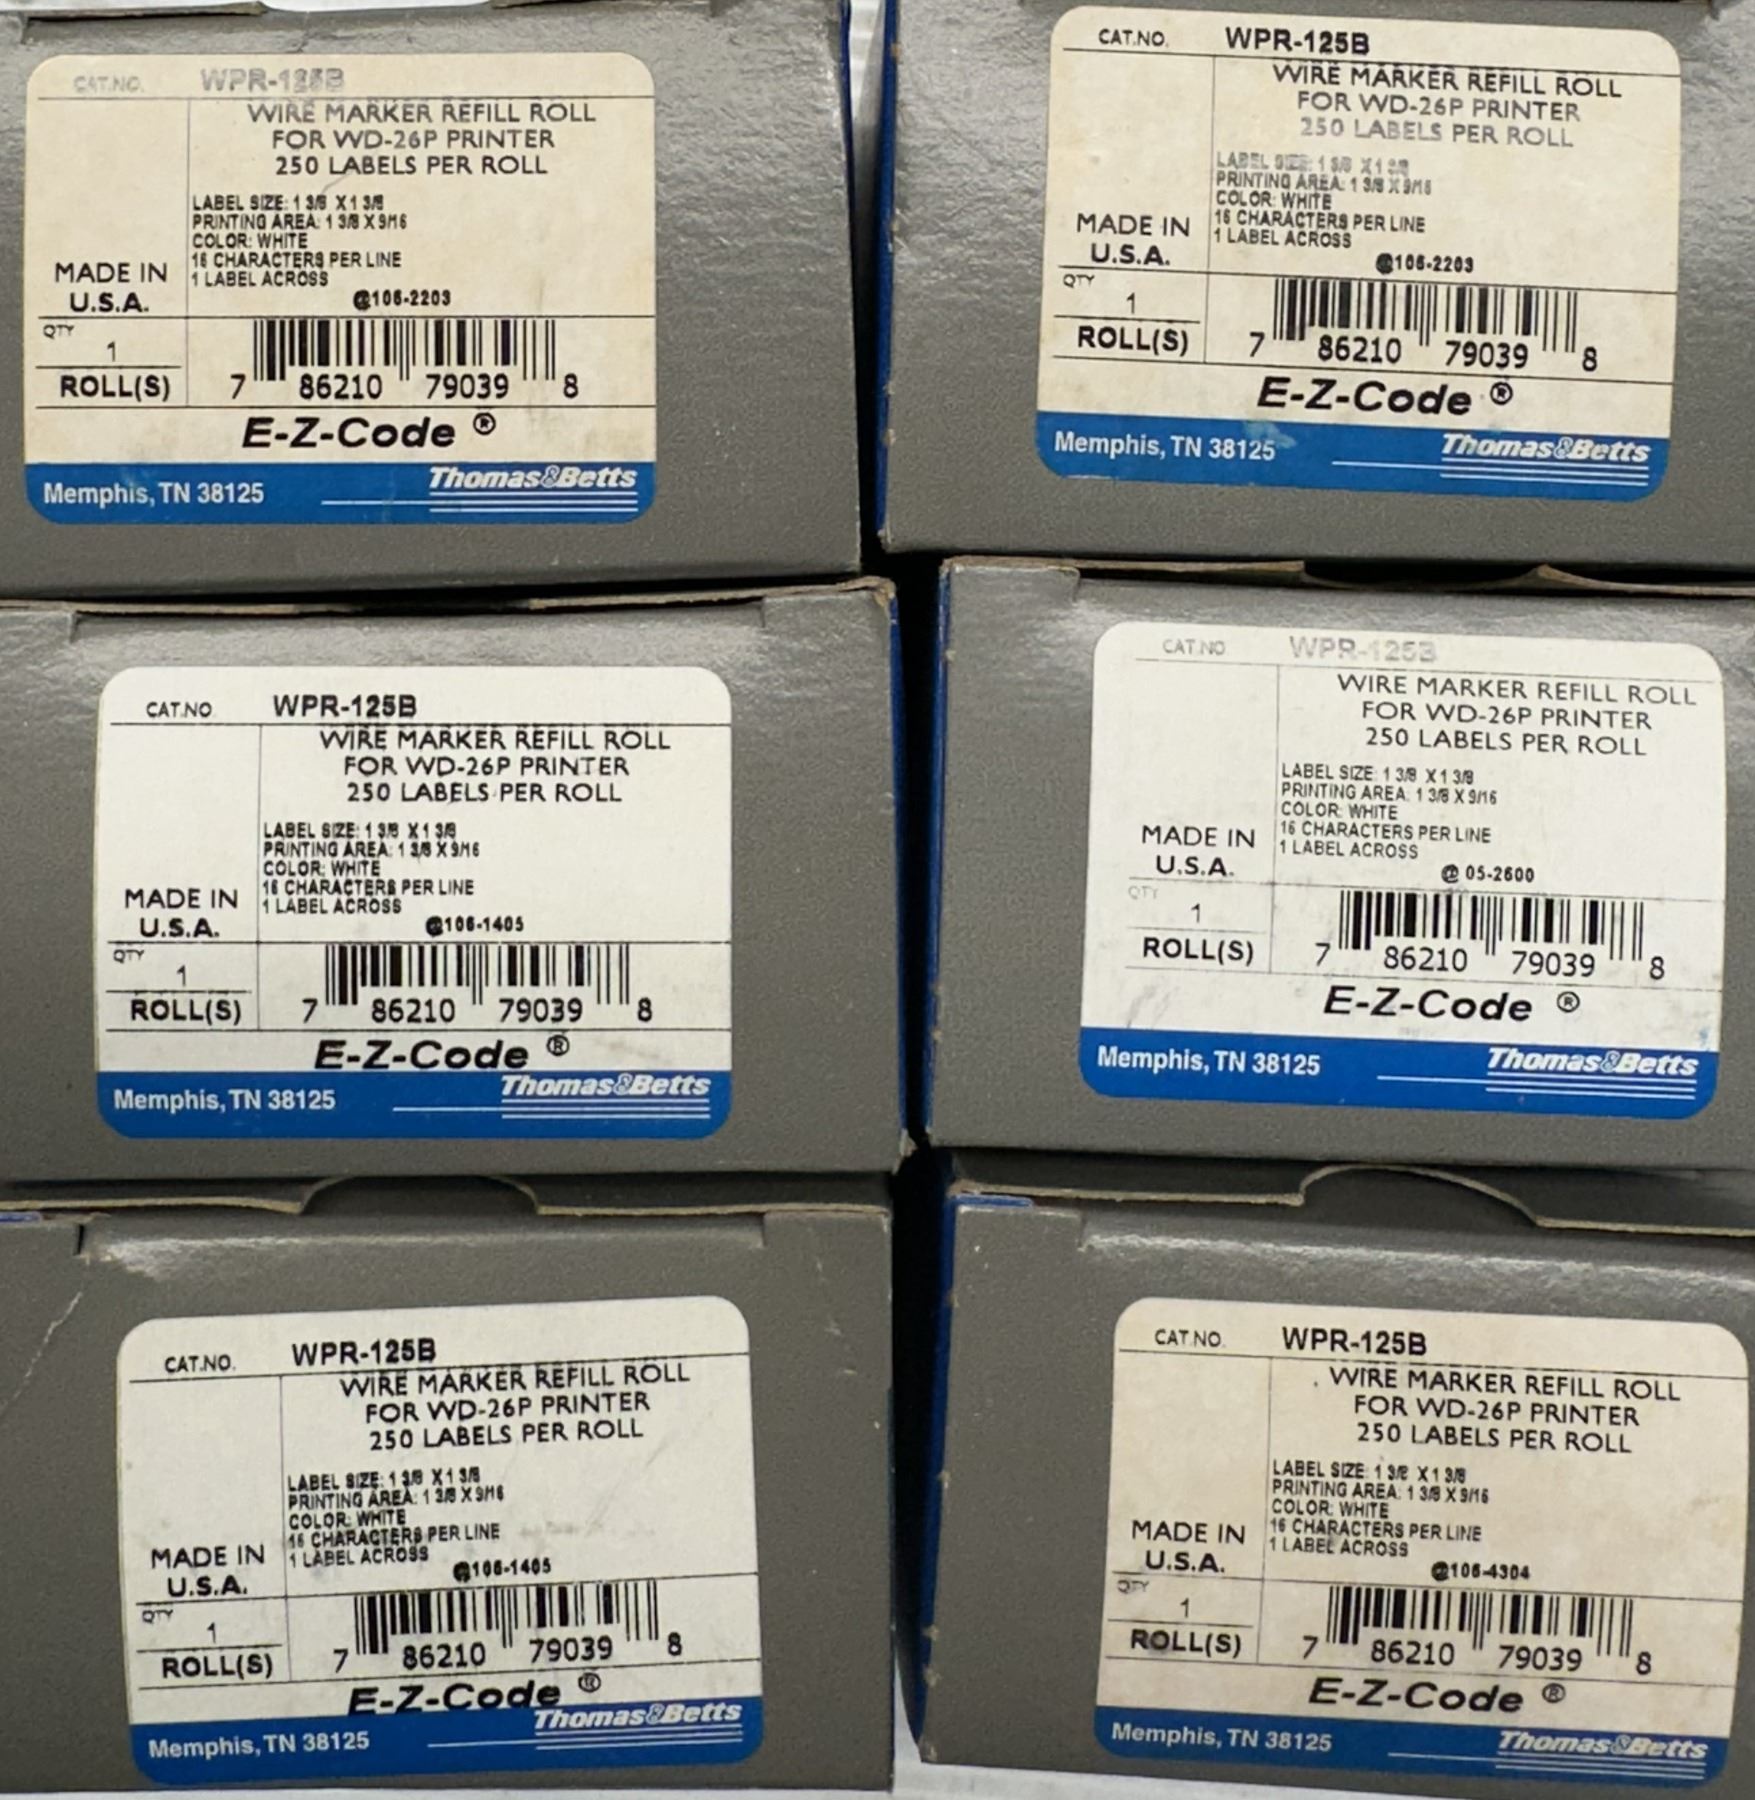 CAT.NO. WPR-125B
WIRE MARKER REFILL ROLL
FOR WD-26P PRINTER
250 LABELS PER ROLL
LABEL SIZE: 1 3/8 X 1 3/8
PRINTING AREA: 1 3/8 X 9/16
COLOR: WHITE
16 CHARACTERS PER LINE
1 LABEL ACROSS
MADE IN
U.S.A.
@106-2203
QTY
1
ROLL(S)
7 86210 79039 8
E-Z-Code ®
Memphis, TN 38125 Thomas&Betts
CAT.NO. WPR-125B
WIRE MARKER REFILL ROLL
FOR WD-26P PRINTER
250 LABELS PER ROLL
LABEL SIZE: 1 3/8 X 1 3/8
PRINTING AREA: 1 3/8 X 9/16
COLOR: WHITE
16 CHARACTERS PER LINE
1 LABEL ACROSS
MADE IN
U.S.A.
@106-2203
QTY
1
ROLL(S)
7 86210 79039 8
E-Z-Code ®
Memphis, TN 38125 Thomas&Betts
CAT.NO. WPR-125B
WIRE MARKER REFILL ROLL
FOR WD-26P PRINTER
250 LABELS PER ROLL
LABEL SIZE: 1 3/8 X 1 3/8
PRINTING AREA: 1 3/8 X 9/16
COLOR: WHITE
16 CHARACTERS PER LINE
1 LABEL ACROSS
MADE IN
U.S.A.
@106-1405
QTY
1
ROLL(S)
7 86210 79039 8
E-Z-Code ®
Memphis, TN 38125 Thomas&Betts
CAT.NO WPR-125B
WIRE MARKER REFILL ROLL
FOR WD-26P PRINTER
250 LABELS PER ROLL
LABEL SIZE: 1 3/8 X 1 3/8
PRINTING AREA: 1 3/8 X 9/16
COLOR: WHITE
16 CHARACTERS PER LINE
1 LABEL ACROSS
MADE IN
U.S.A.
@ 05-2600
QTY
1
ROLL(S)
7 86210 79039 8
E-Z-Code ®
Memphis, TN 38125 Thomas&Betts
CAT.NO. WPR-125B
WIRE MARKER REFILL ROLL
FOR WD-26P PRINTER
250 LABELS PER ROLL
LABEL SIZE: 1 3/8 X 1 3/8
PRINTING AREA: 1 3/8 X 9/16
COLOR: WHITE
16 CHARACTERS PER LINE
1 LABEL ACROSS
MADE IN
U.S.A.
@106-1405
QTY
1
ROLL(S)
7 86210 79039 8
E-Z-Code ®
Memphis, TN 38125 Thomas&Betts
CAT.NO. WPR-125B
WIRE MARKER REFILL ROLL
FOR WD-26P PRINTER
250 LABELS PER ROLL
LABEL SIZE: 1 3/8 X 1 3/8
PRINTING AREA: 1 3/8 X 9/16
COLOR: WHITE
16 CHARACTERS PER LINE
1 LABEL ACROSS
MADE IN
U.S.A.
@106-4304
QTY
1
ROLL(S)
7 86210 79039 8
E-Z-Code ®
Memphis, TN 38125 Thomas&Betts